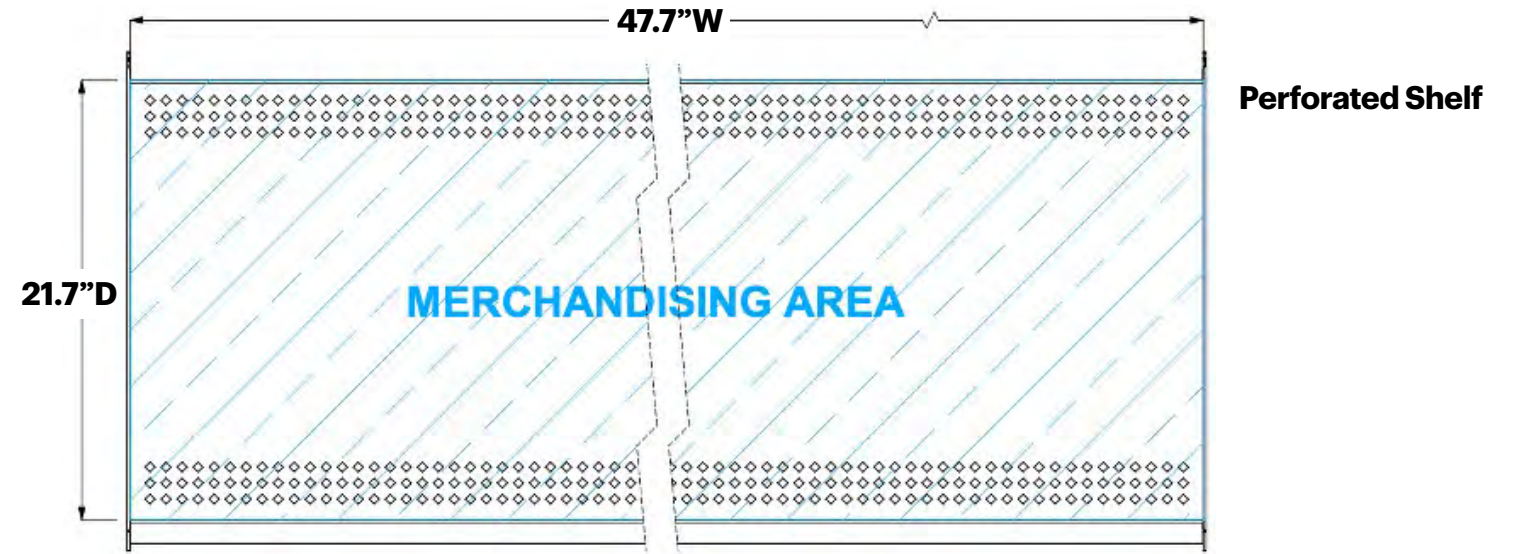 47.7”W
Perforated Shelf
21.7”D
MERCHANDISING AREA